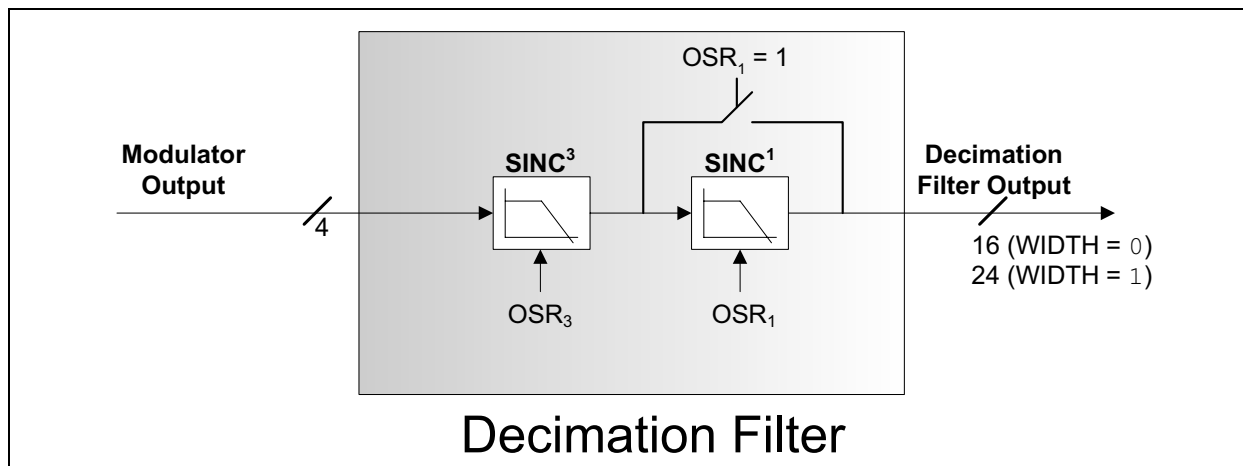 OSR₁ = 1
Modulator
Output
4
SINC³
SINC¹
OSR₃
OSR₁
Decimation
Filter Output
16 (WIDTH = 0)
24 (WIDTH = 1)
Decimation Filter